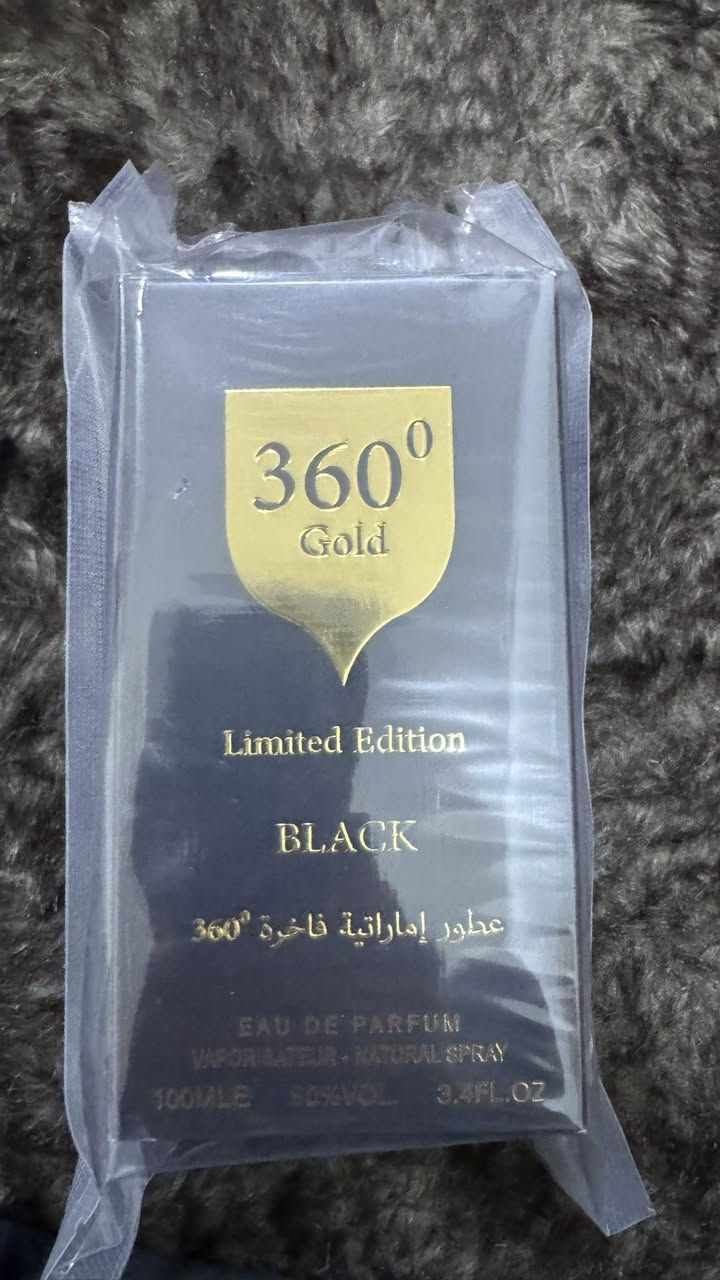 360⁰
Gold
Limited Edition
BLACK
عطور إماراتية فاخرة 360⁰
EAU DE PARFUM
VAPORISATEUR - NATURAL SPRAY
100MLE 80%VOL 3.4FL.OZ